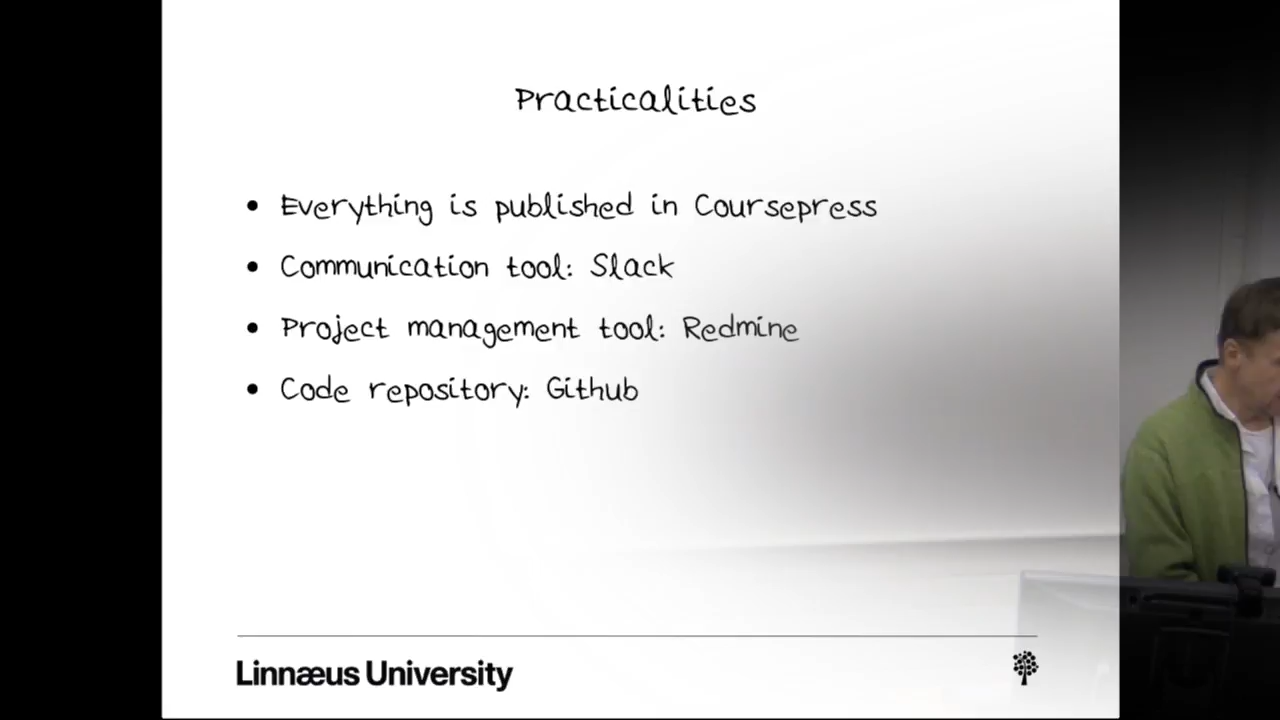 Practicalities
• Everything is published in Coursepress
• Communication tool: Slack
• Project management tool: Redmine
• Code repository: Github
Linnæus University